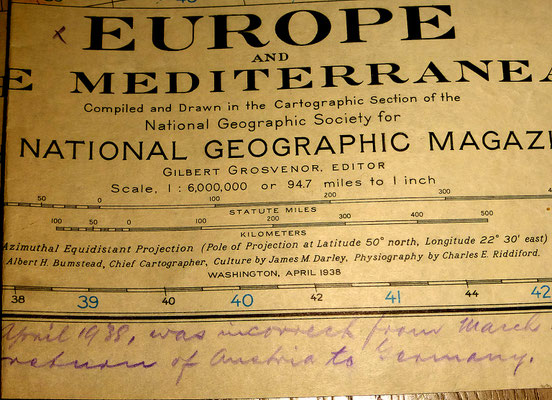 39 38
x EUROPE
AND
E MEDITERRANEA
Compiled and Drawn in the Cartographic Section of the
National Geographic Society for
NATIONAL GEOGRAPHIC MAGAZI
GILBERT GROSVENOR, EDITOR
Scale, 1:6,000,000 or 94.7 miles to 1 inch
50 0 100 200 300
STATUTE MILES
100 50 0 100 200 300 400 500
KILOMETERS
Azimuthal Equidistant Projection (Pole of Projection at Latitude 50° north, Longitude 22° 30' east)
Albert H. Bumstead, Chief Cartographer, Culture by James M. Darley, Physiography by Charles E. Riddiford.
WASHINGTON, APRIL 1938
38 39 40 42 41 44 42
April 1938, was incorrect from March
return of Austria to Germany.